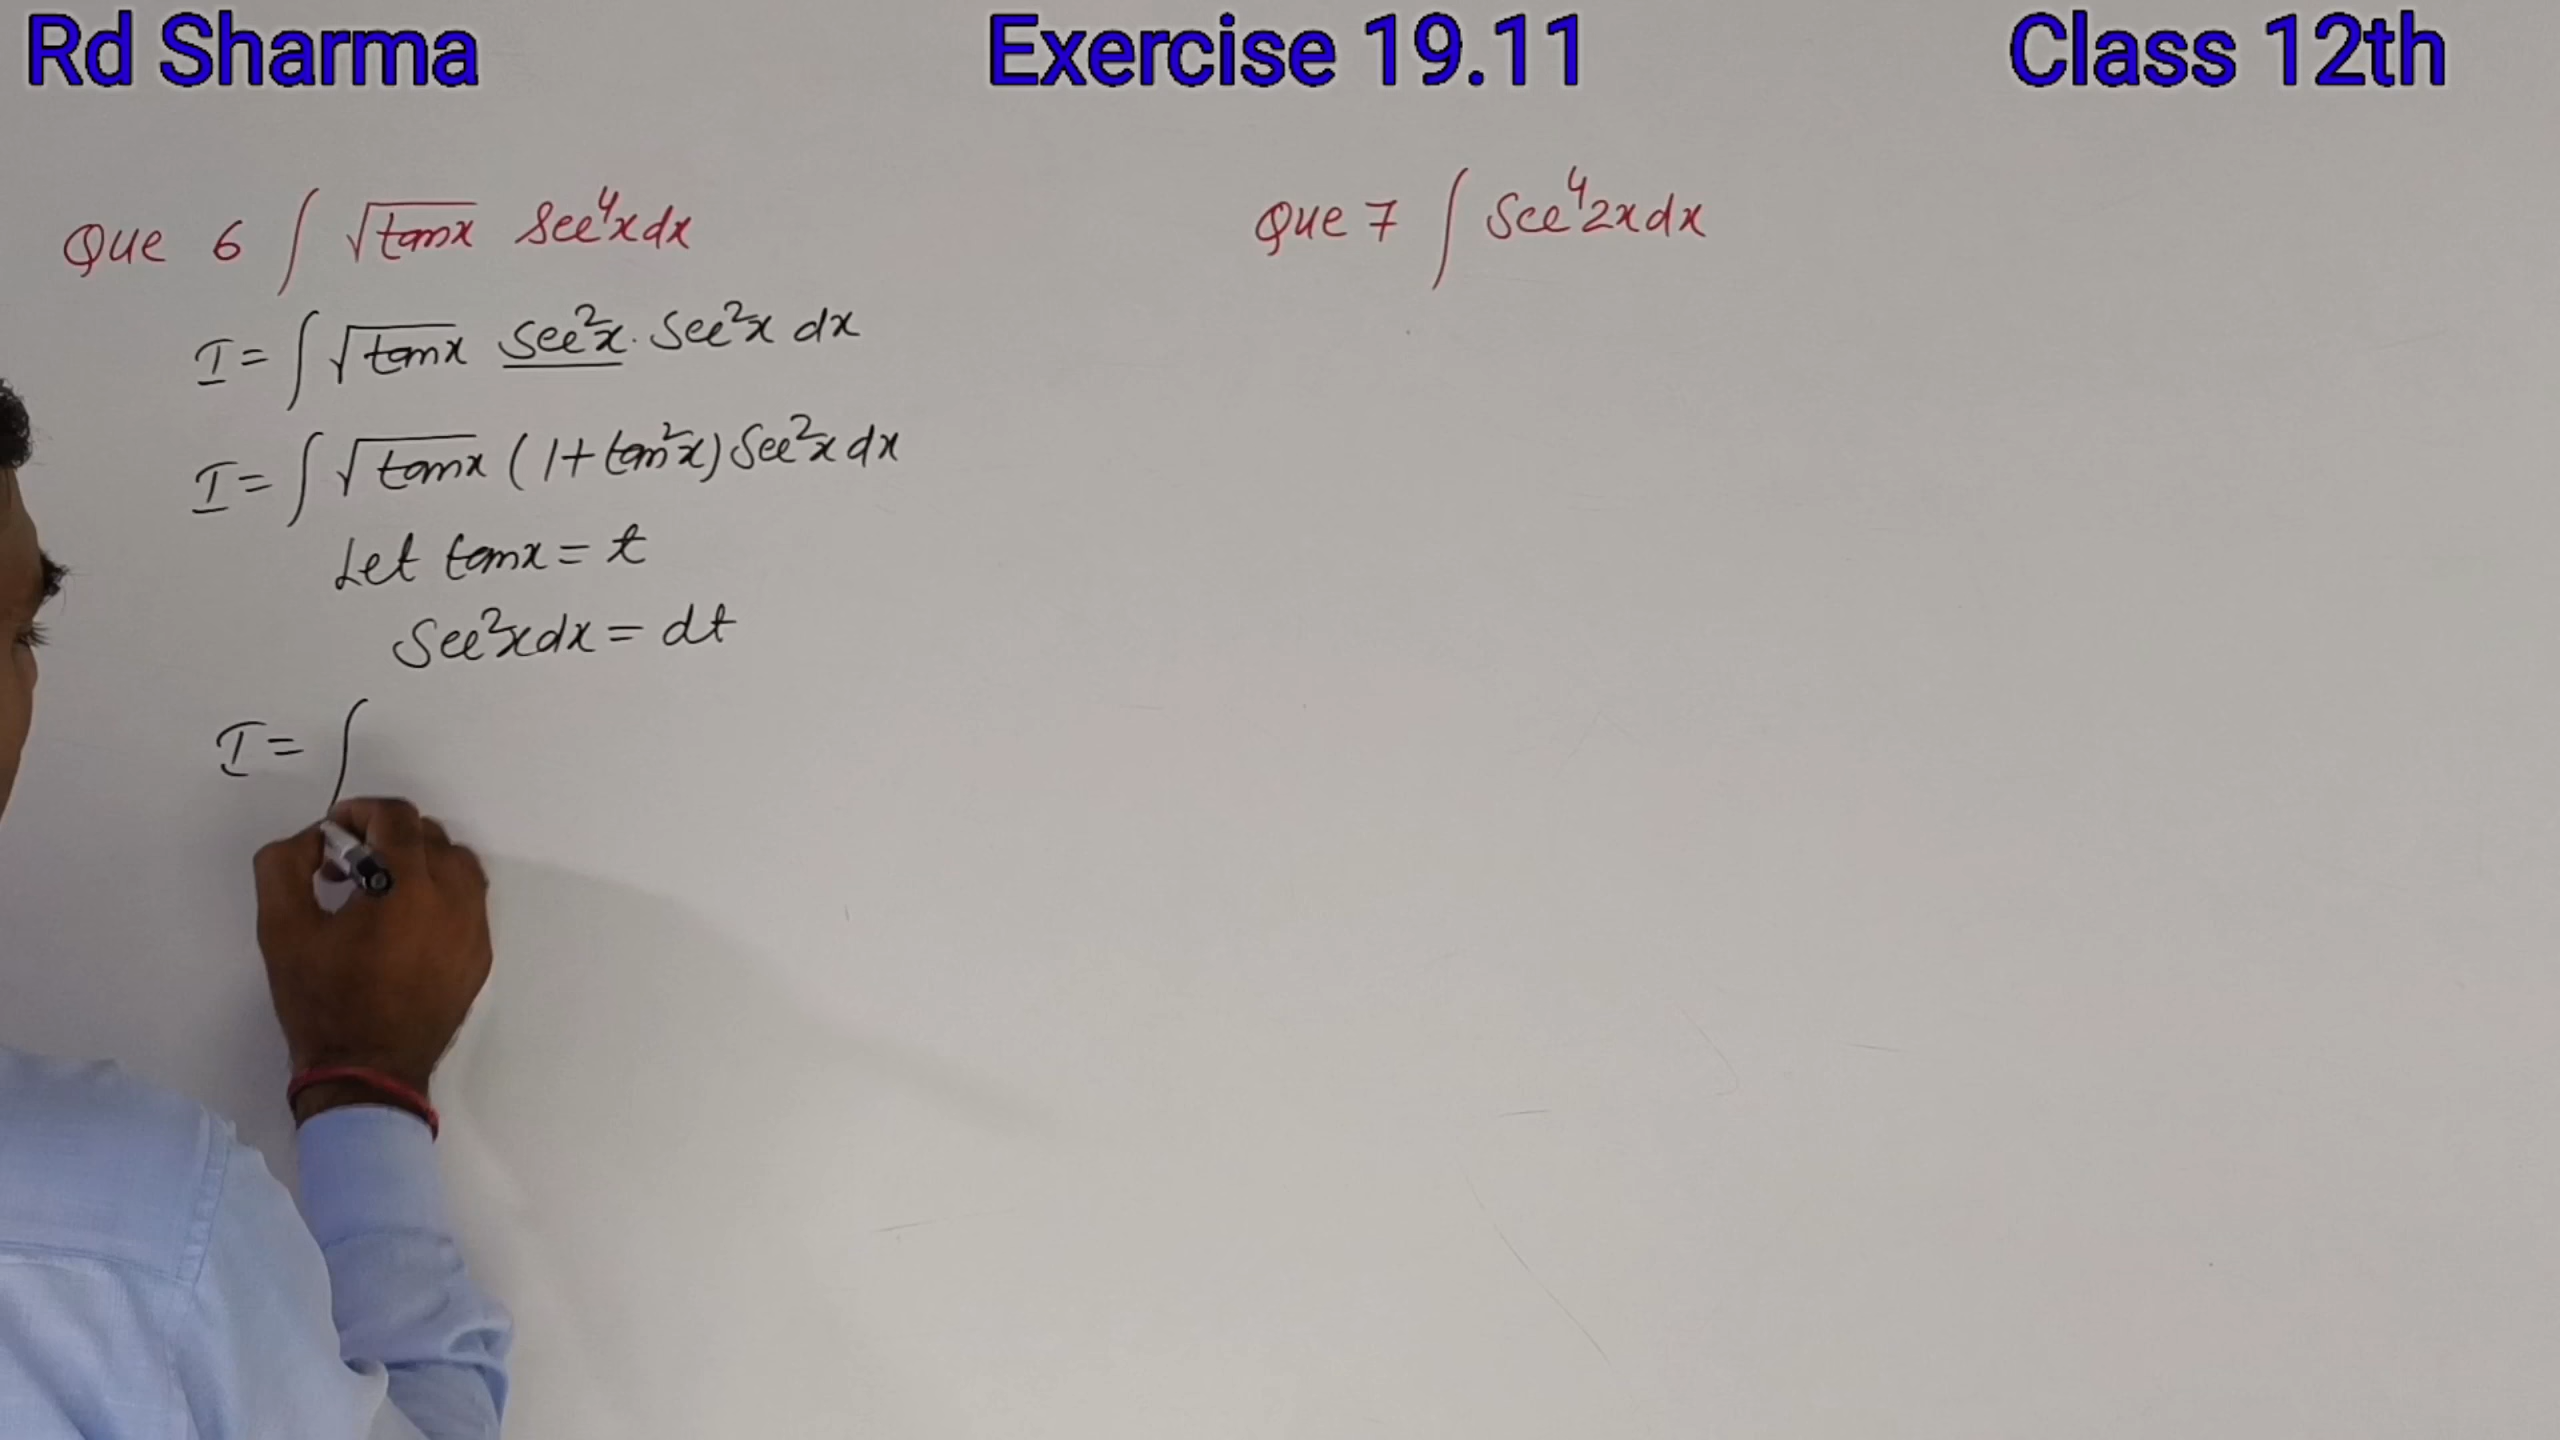 Rd Sharma Exercise 19.11 Class 12th
Que 6 ∫ √tanx Sec⁴x dx
I = ∫ √tanx Sec²x · Sec²x dx
I = ∫ √tanx (1 + tan²x) Sec²x dx
Let tanx = t
Sec²x dx = dt
I = ∫
Que 7 ∫ Sec⁴2x dx